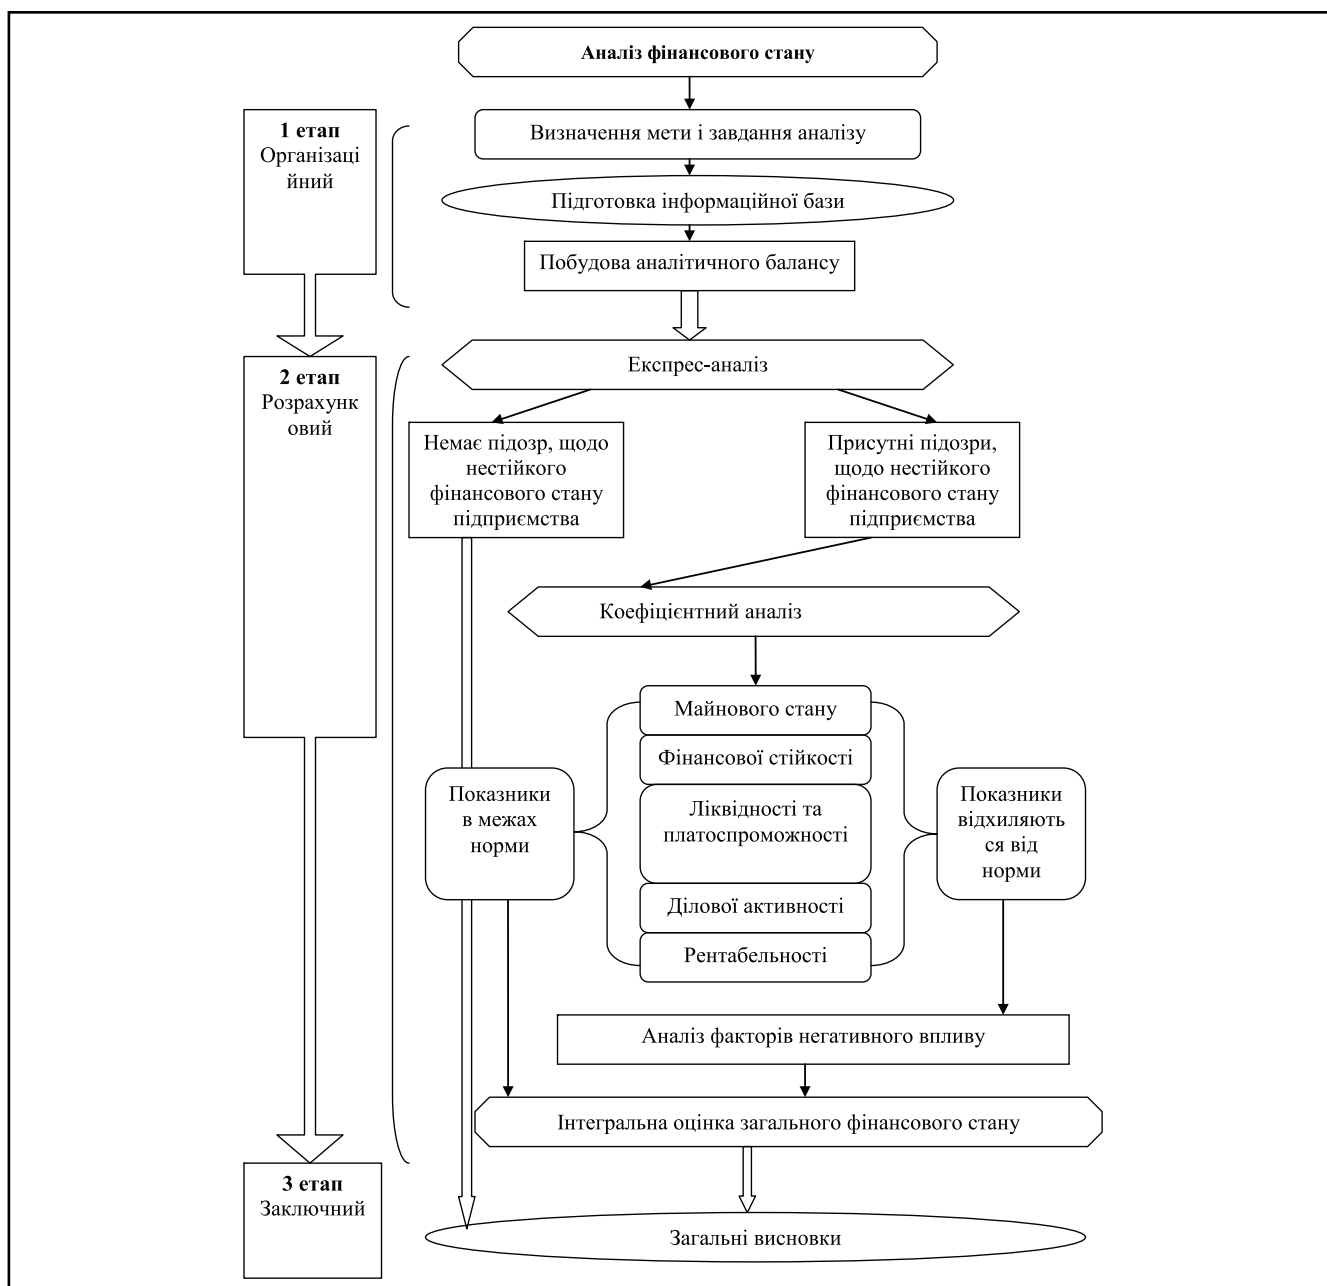 Аналіз фінансового стану
1 етап
Організаці
йний
Визначення мети і завдання аналізу
Підготовка інформаційної бази
Побудова аналітичного балансу
2 етап
Розрахунк
овий
Експрес-аналіз
Немає підозр, щодо
нестійкого
фінансового стану
підприємства
Присутні підозри,
щодо нестійкого
фінансового стану
підприємства
Коефіцієнтний аналіз
Майнового стану
Фінансової стійкості
Показники
в межах
норми
Ліквідності та
платоспроможності
Показники
відхиляють
ся від
норми
Ділової активності
Рентабельності
Аналіз факторів негативного впливу
Інтегральна оцінка загального фінансового стану
3 етап
Заключний
Загальні висновки